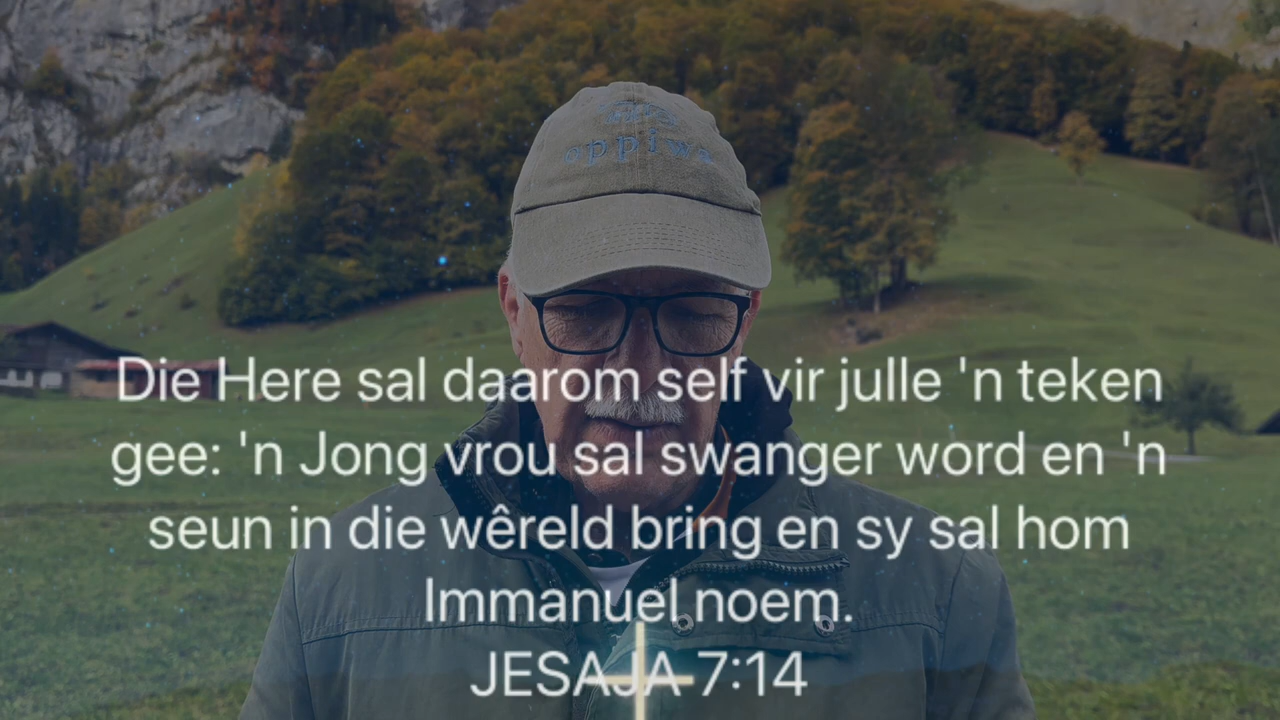 oppiwa
Die Here sal daarom self vir julle 'n teken
gee: 'n Jong vrou sal swanger word en 'n
seun in die wêreld bring en sy sal hom
Immanuel noem.
JESAJA 7:14